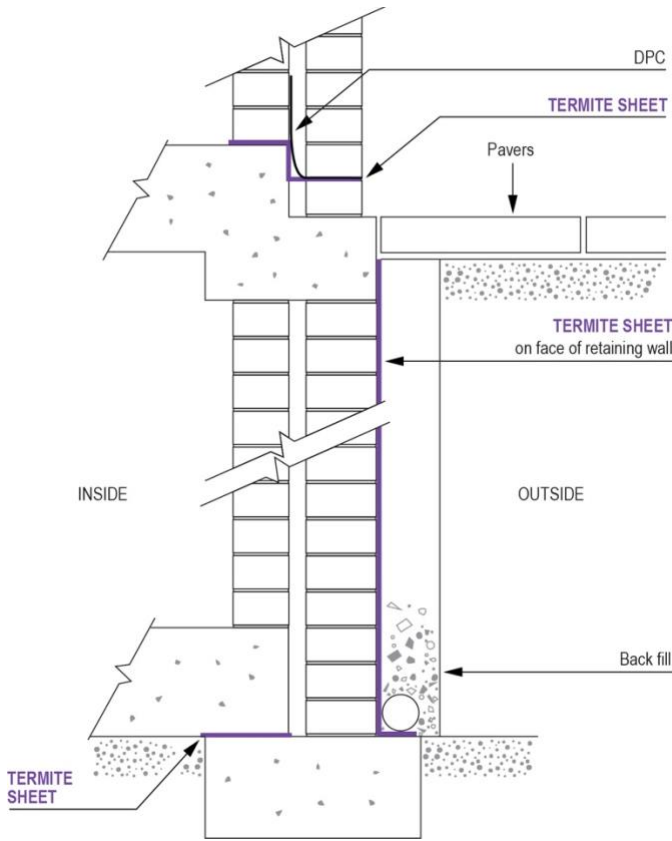 DPC
TERMITE SHEET
Pavers
TERMITE SHEET
on face of retaining wall
INSIDE
OUTSIDE
Back fill
TERMITE
SHEET